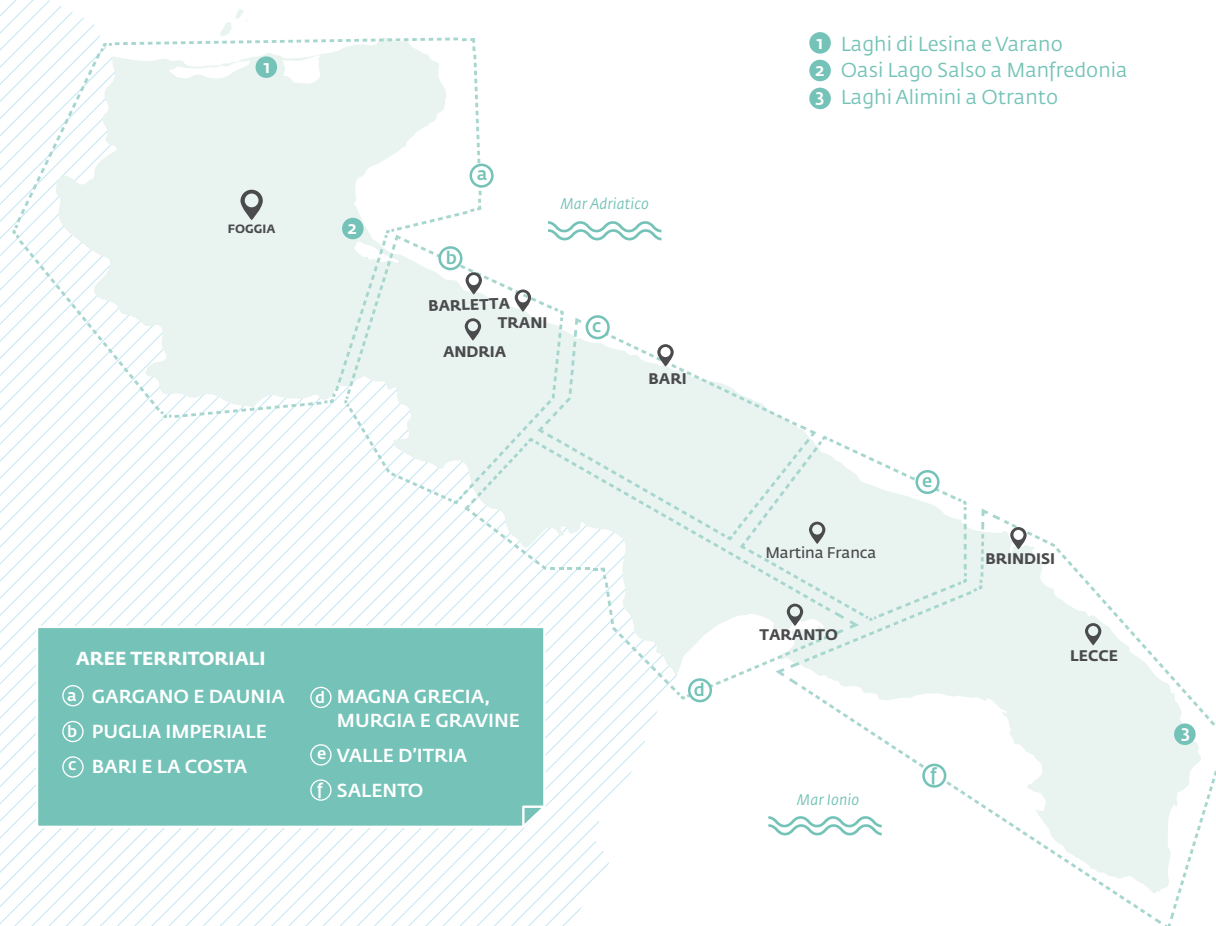 1 Laghi di Lesina e Varano
2 Oasi Lago Salso a Manfredonia
3 Laghi Alimini a Otranto
1
a
Mar Adriatico
FOGGIA
2
b
BARLETTA
TRANI
c
ANDRIA
BARI
e
Martina Franca
BRINDISI
TARANTO
LECCE
d
3
f
Mar Ionio
AREE TERRITORIALI
a GARGANO E DAUNIA
b PUGLIA IMPERIALE
c BARI E LA COSTA
d MAGNA GRECIA,
MURGIA E GRAVINE
e VALLE D'ITRIA
f SALENTO